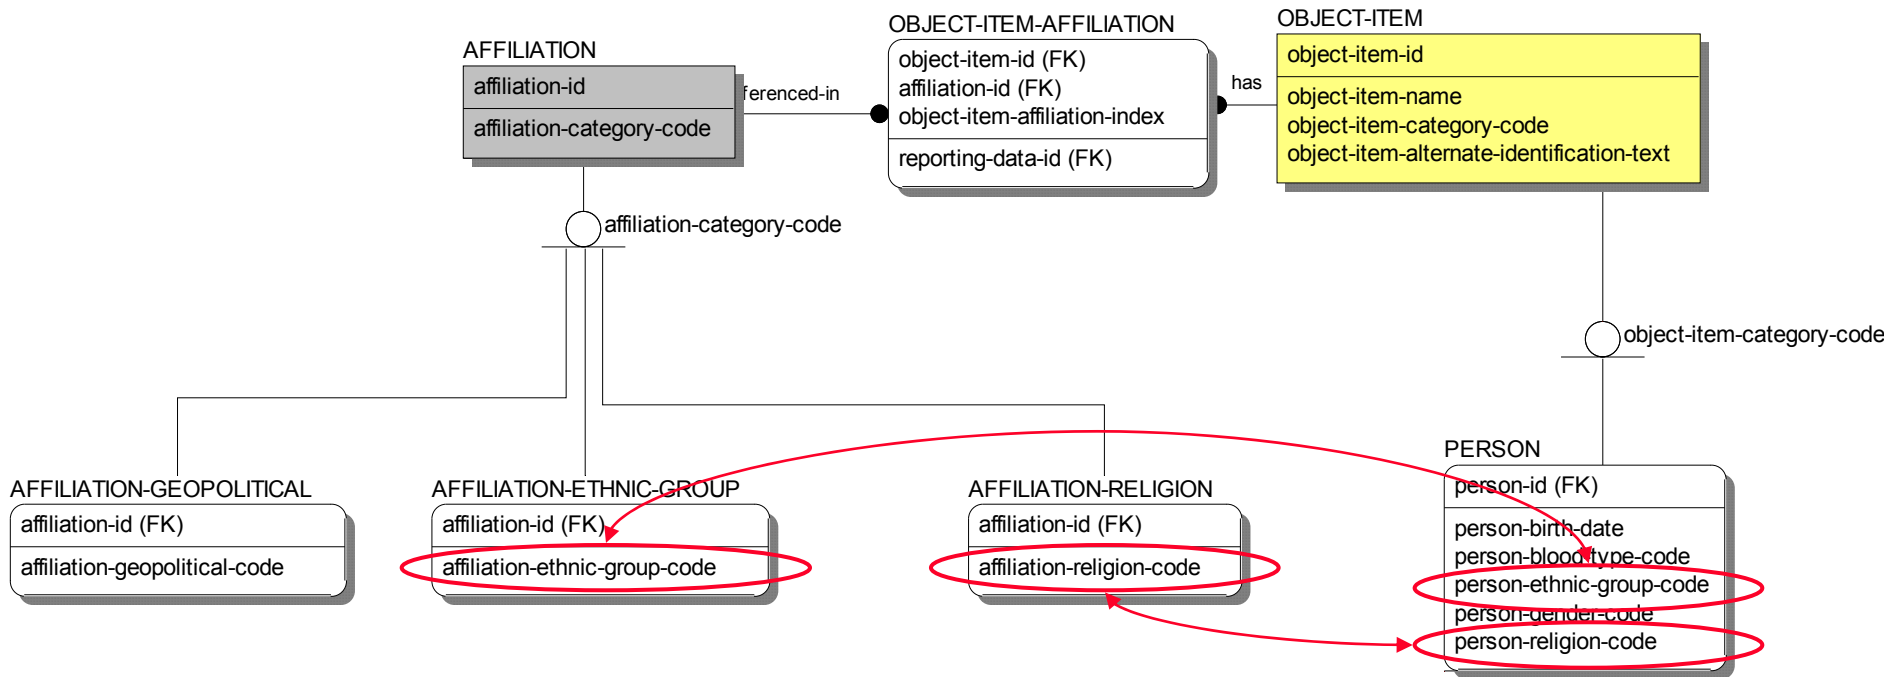 AFFILIATION
affiliation-id
affiliation-category-code
ferenced-in
OBJECT-ITEM-AFFILIATION
object-item-id (FK)
affiliation-id (FK)
object-item-affiliation-index
reporting-data-id (FK)
has
OBJECT-ITEM
object-item-id
object-item-name
object-item-category-code
object-item-alternate-identification-text
affiliation-category-code
object-item-category-code
AFFILIATION-GEOPOLITICAL
affiliation-id (FK)
affiliation-geopolitical-code
AFFILIATION-ETHNIC-GROUP
affiliation-id (FK)
affiliation-ethnic-group-code
AFFILIATION-RELIGION
affiliation-id (FK)
affiliation-religion-code
PERSON
person-id (FK)
person-birth-date
person-blood-type-code
person-ethnic-group-code
person-gender-code
person-religion-code